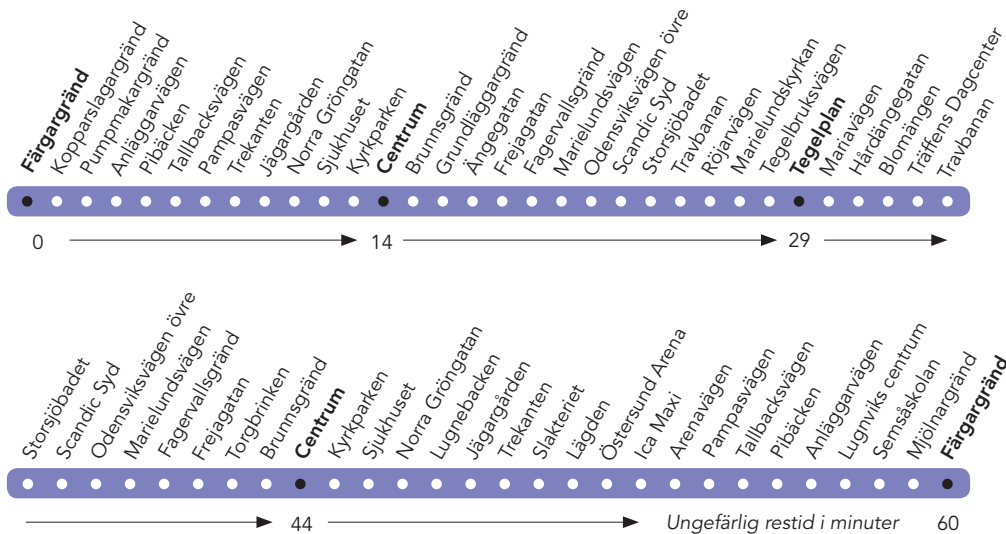 Färgargränd
Kopparslagargränd
Pumpmakargränd
Anlägganvägen
Pibäcken
Tallbacksvägen
Pampasvägen
Trekanten
Jägargården
Norra Gröngatan
Sjukhuset
Kyrkparken
Centrum
Brunnsgränd
Grundläggargränd
Ängegatan
Frejagatan
Fagervallsgränd
Marielundsvägen
Odensviksvägen övre
Scandic Syd
Storsjöbadet
Travbanan
Röjarvägen
Marielundskyrkan
Tegelbruksvägen
Tegelplan
Mariavägen
Hårdängegatan
Blomängen
Träffens Dagcenter
Travbanan
0 14 29
Storsjöbadet
Scandic Syd
Odensviksvägen övre
Marielundsvägen
Fagervallsgränd
Frejagatan
Torgbrinken
Brunnsgränd
Centrum
Kyrkparken
Sjukhuset
Norra Gröngatan
Lugnebacken
Jägargården
Trekanten
Slakteriet
Lägden
Östersund Arena
Ica Maxi
Arenavägen
Pampasvägen
Tallbacksvägen
Pibäcken
Anläggarvägen
Lugnviks centrum
Semsåskolan
Mjölnargränd
Färgargränd
44 Ungefärlig restid i minuter 60